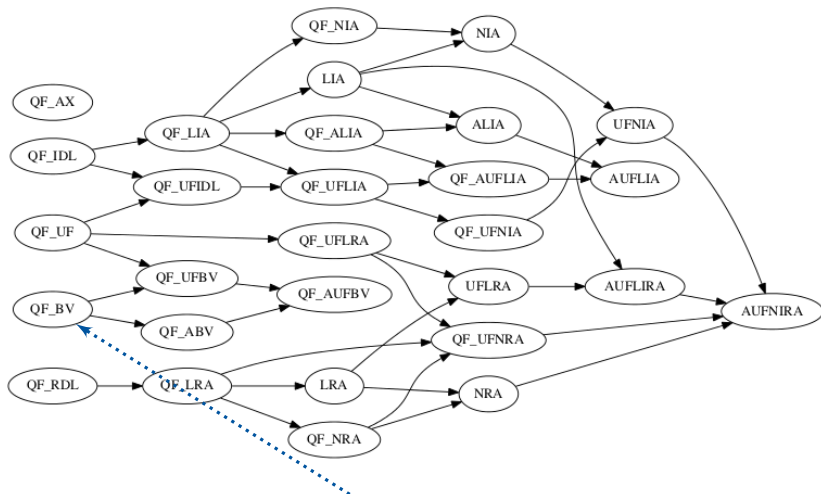 QF_NIA
NIA
LIA
QF_AX
QF_LIA
QF_ALIA
ALIA
UFNIA
QF_IDL
QF_UFIDL
QF_UFLIA
QF_AUFLIA
AUFLIA
QF_UF
QF_UFLRA
QF_UFNIA
QF_UFBV
QF_AUFBV
UFLRA
AUFLIRA
QF_BV
QF_ABV
QF_UFNRA
AUFNIRA
QF_RDL
QF_LRA
LRA
NRA
QF_NRA